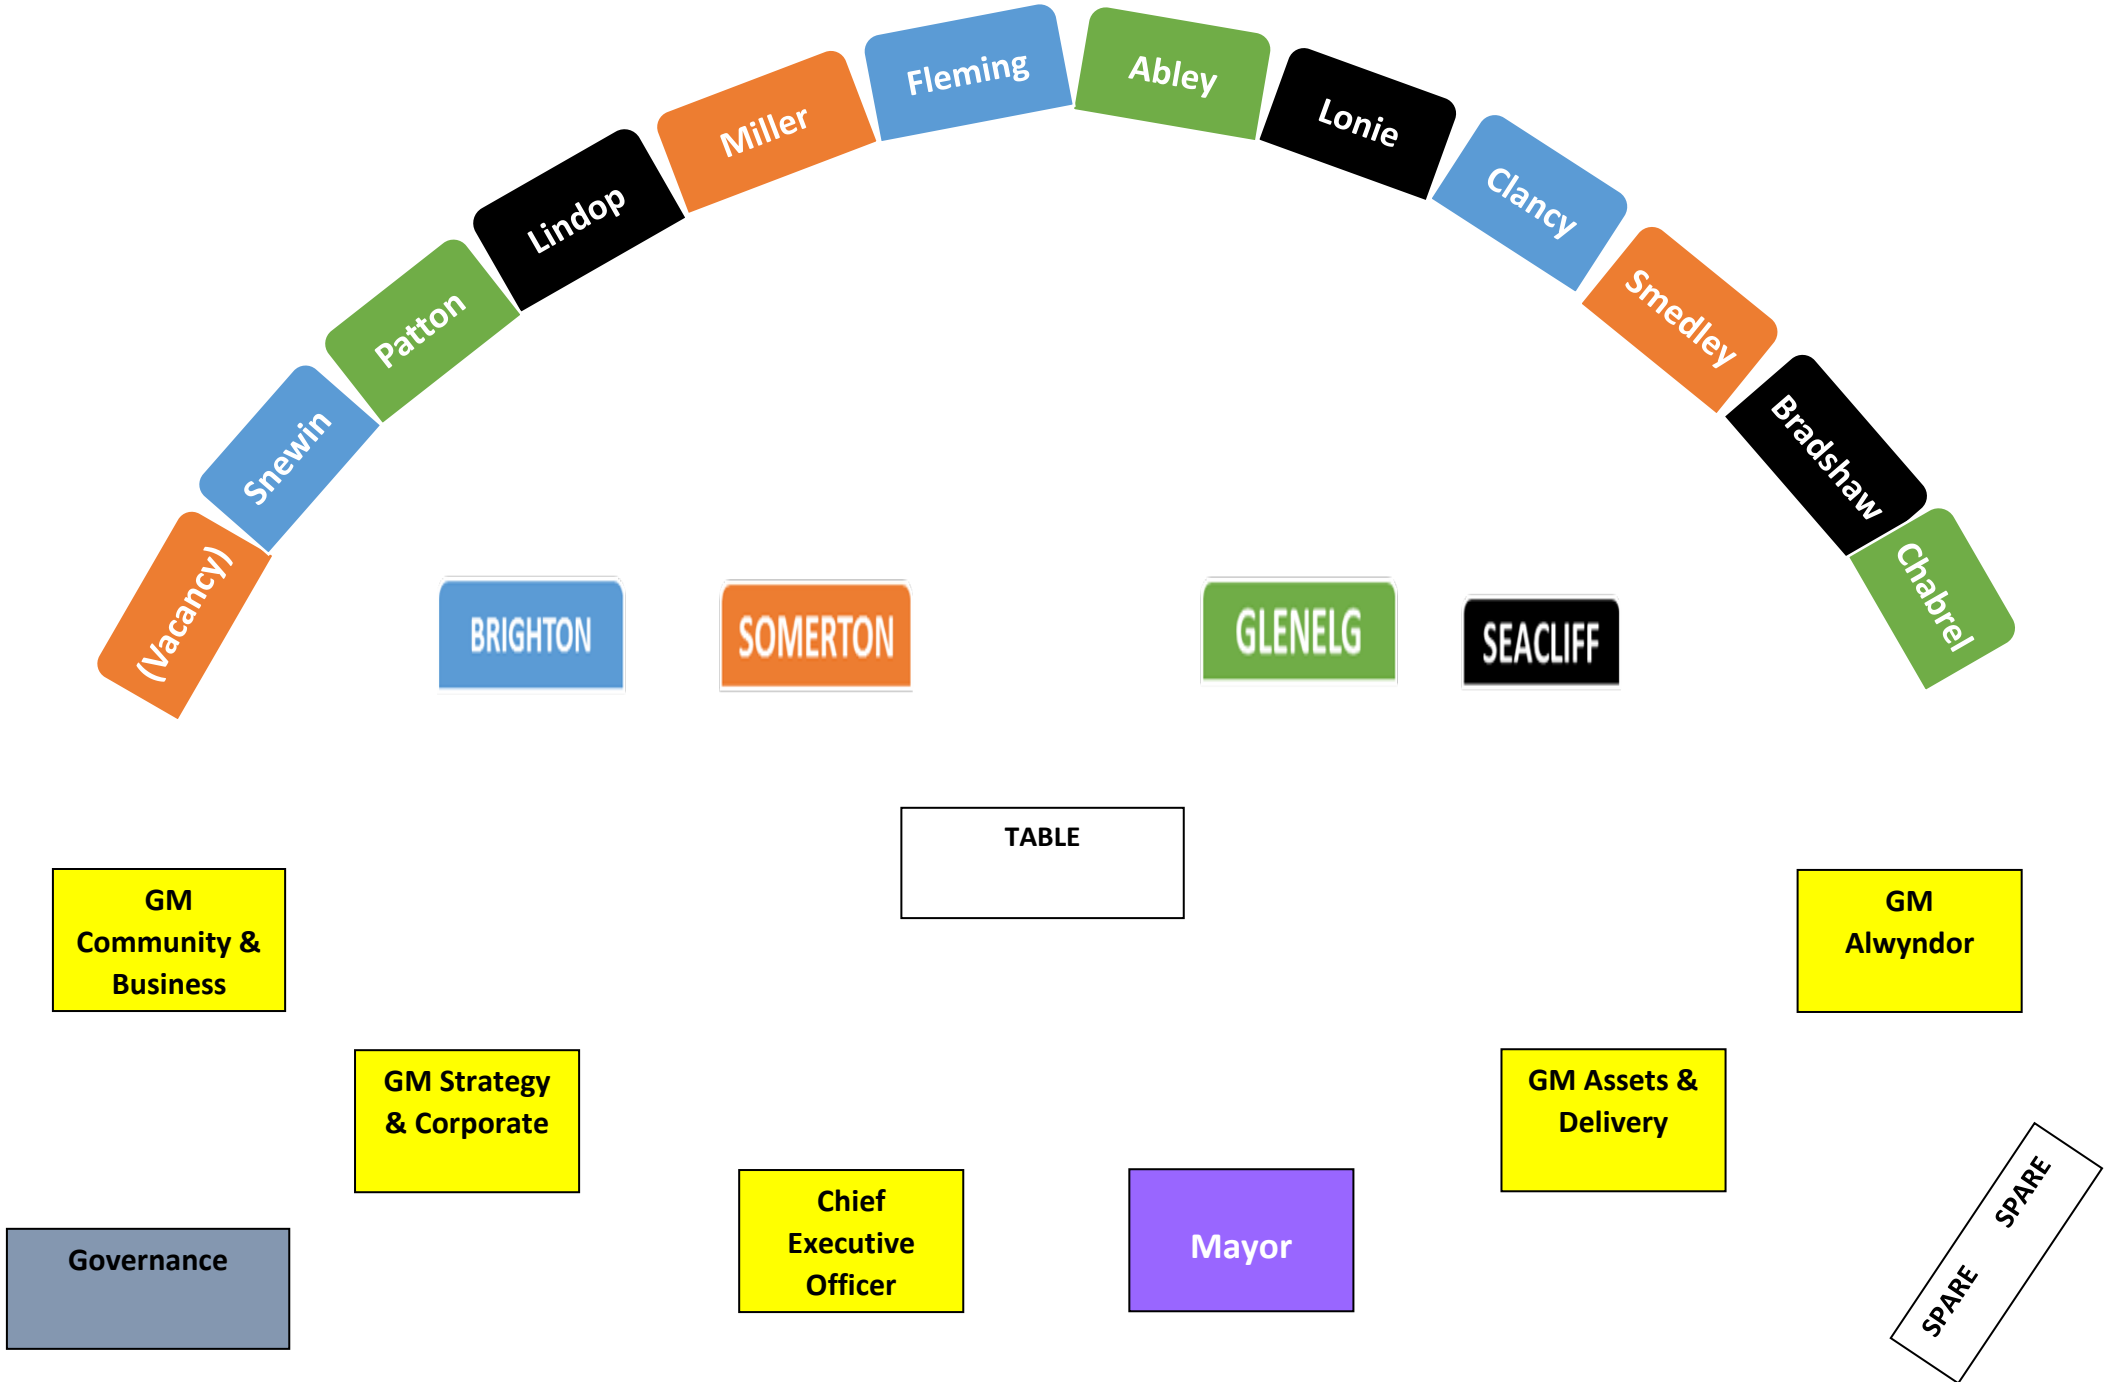 (Vacancy)
Snewin
Patton
Lindop
Miller
Fleming
Abley
Lonie
Clancy
Smedley
Bradshaw
Chabrel
BRIGHTON
SOMERTON
GLENELG
SEACLIFF
TABLE
GM
Community &
Business
GM
Alwyndor
GM Strategy
& Corporate
GM Assets &
Delivery
Chief
Executive
Officer
Mayor
Governance
SPARE
SPARE